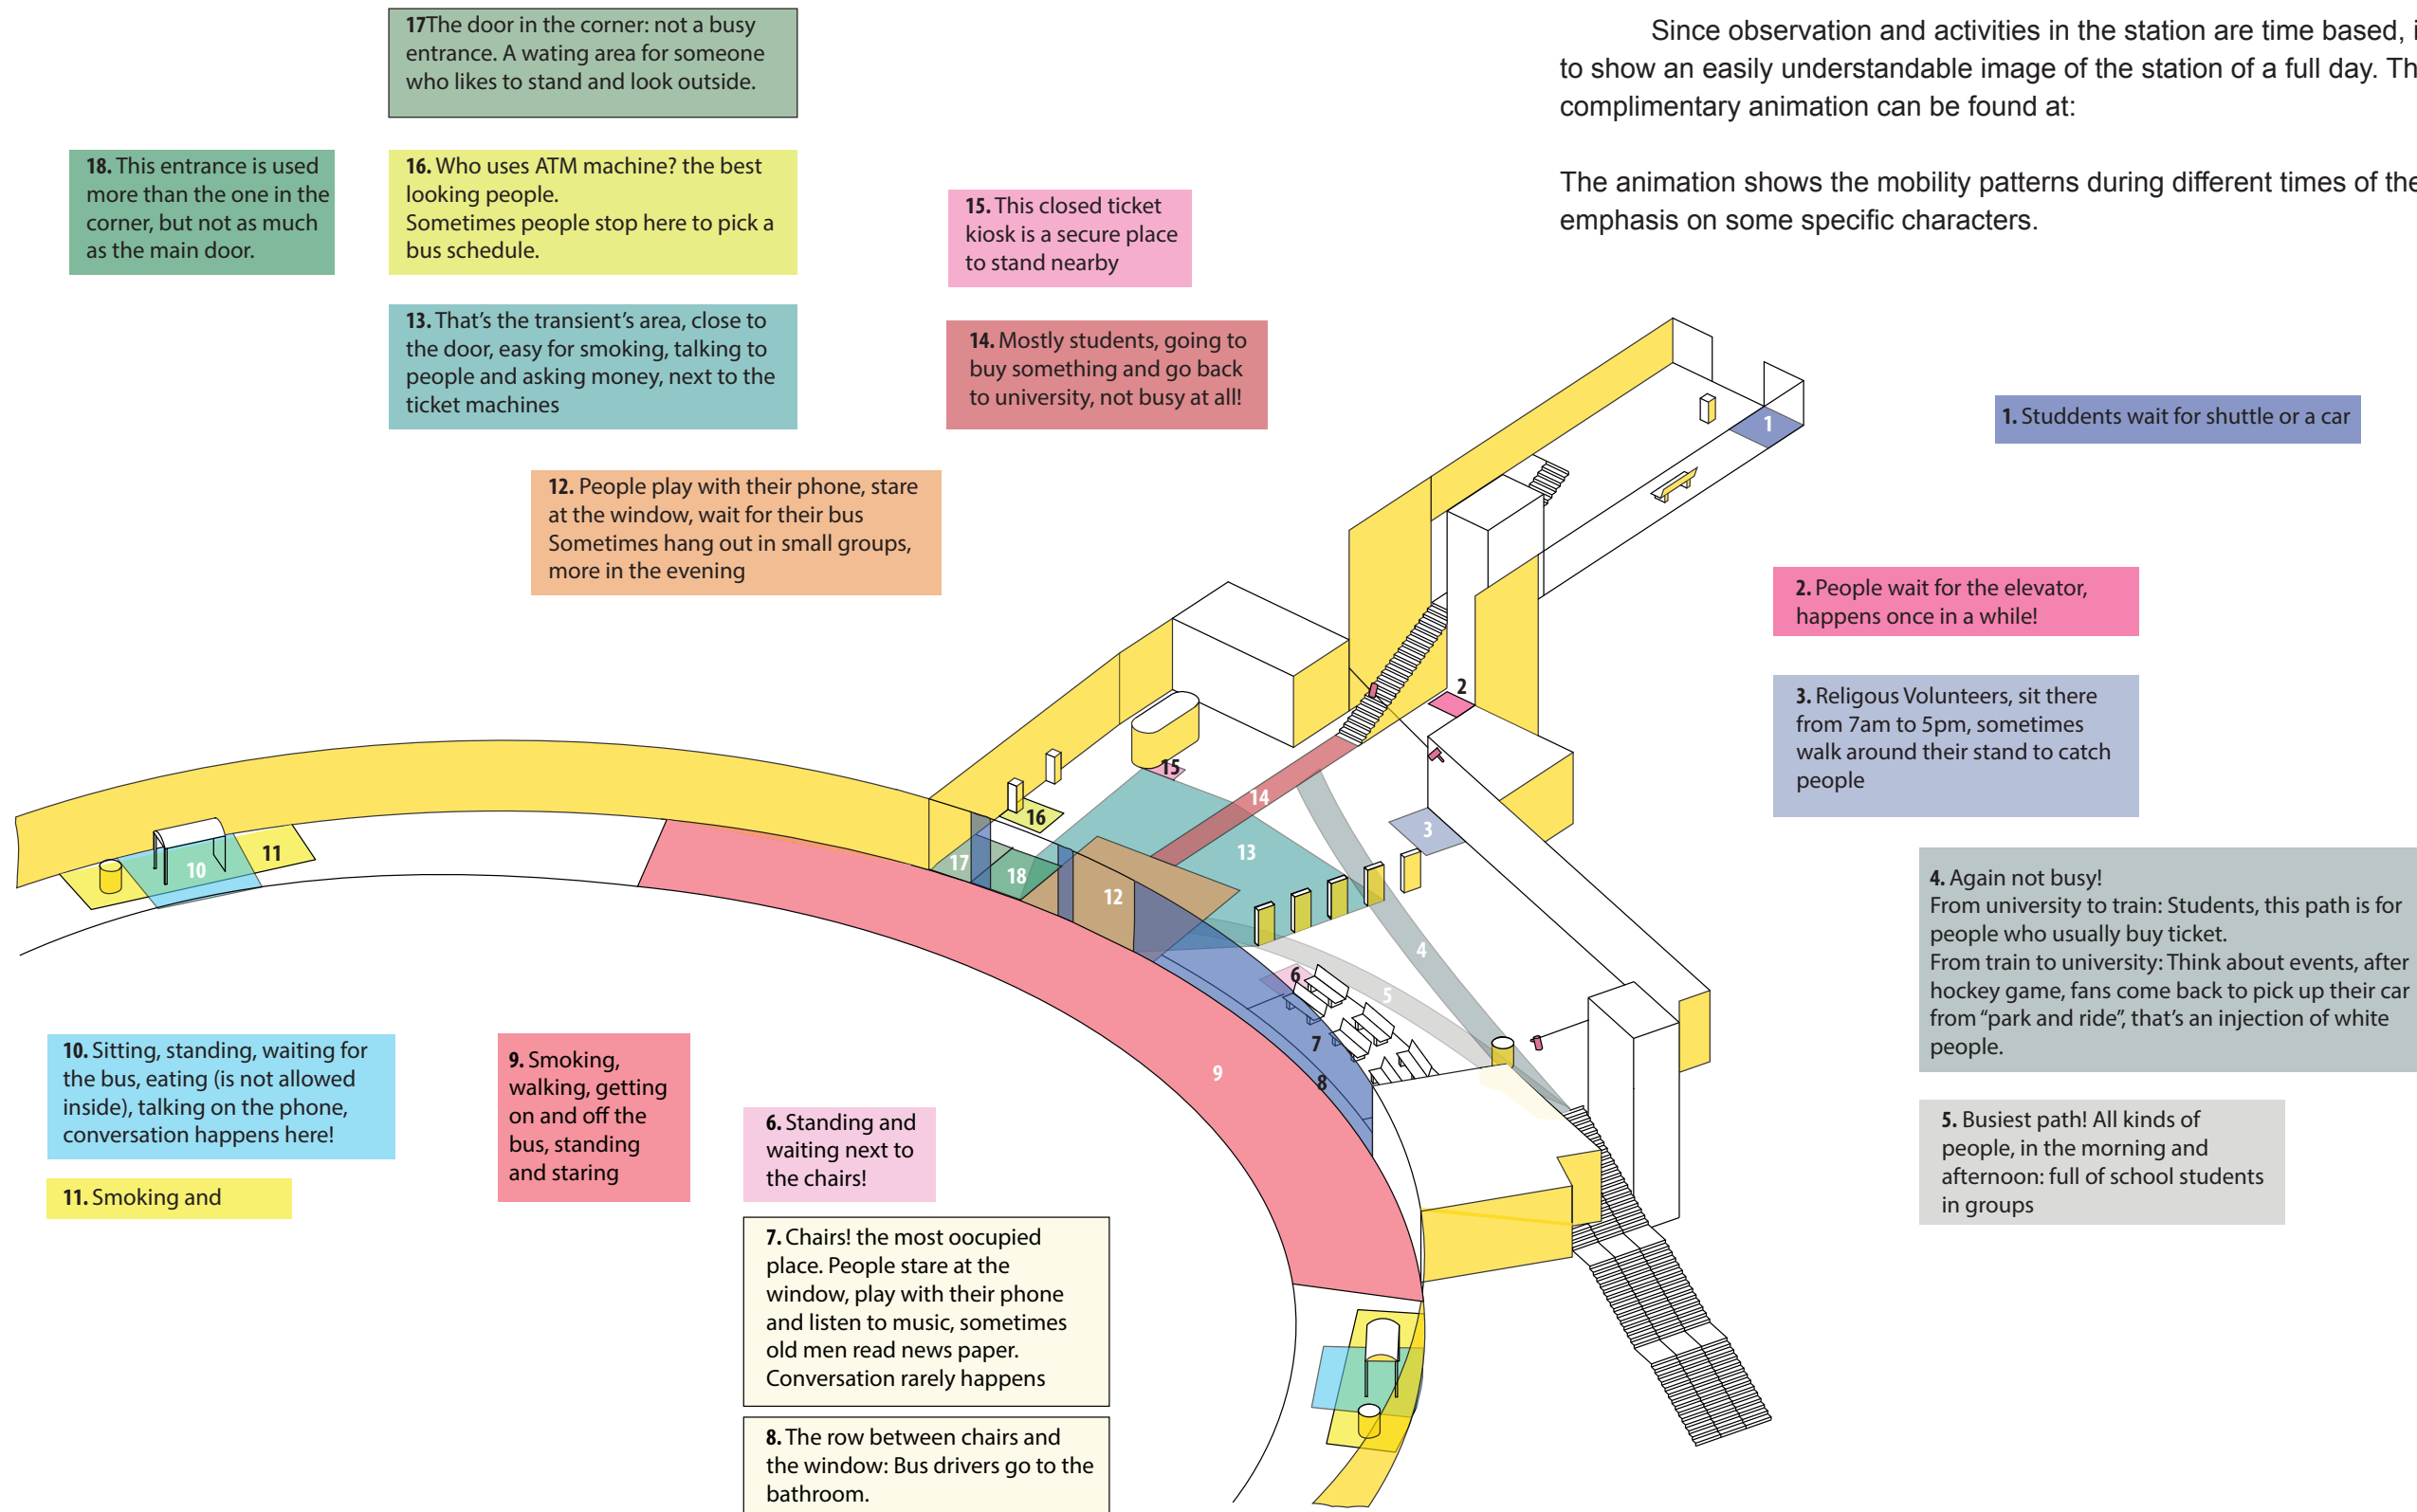 17The door in the corner: not a busy
entrance. A wating area for someone
who likes to stand and look outside.
Since observation and activities in the station are time based, i
to show an easily understandable image of the station of a full day. Th
complimentary animation can be found at:
The animation shows the mobility patterns during different times of the
emphasis on some specific characters.
18. This entrance is used
more than the one in the
corner, but not as much
as the main door.
16. Who uses ATM machine? the best
looking people.
Sometimes people stop here to pick a
bus schedule.
15. This closed ticket
kiosk is a secure place
to stand nearby
13. That's the transient's area, close to
the door, easy for smoking, talking to
people and asking money, next to the
ticket machines
14. Mostly students, going to
buy something and go back
to university, not busy at all!
1. Studdents wait for shuttle or a car
12. People play with their phone, stare
at the window, wait for their bus
Sometimes hang out in small groups,
more in the evening
2. People wait for the elevator,
happens once in a while!
3. Religous Volunteers, sit there
from 7am to 5pm, sometimes
walk around their stand to catch
people
4. Again not busy!
From university to train: Students, this path is for
people who usually buy ticket.
From train to university: Think about events, after
hockey game, fans come back to pick up their car
from “park and ride”, that's an injection of white
people.
5. Busiest path! All kinds of
people, in the morning and
afternoon: full of school students
in groups
10. Sitting, standing, waiting for
the bus, eating (is not allowed
inside), talking on the phone,
conversation happens here!
11. Smoking and
9. Smoking,
walking, getting
on and off the
bus, standing
and staring
6. Standing and
waiting next to
the chairs!
7. Chairs! the most oocupied
place. People stare at the
window, play with their phone
and listen to music, sometimes
old men read news paper.
Conversation rarely happens
8. The row between chairs and
the window: Bus drivers go to the
bathroom.
1
2
3
4
5
6
7
8
9
10
11
12
13
14
15
16
17
18